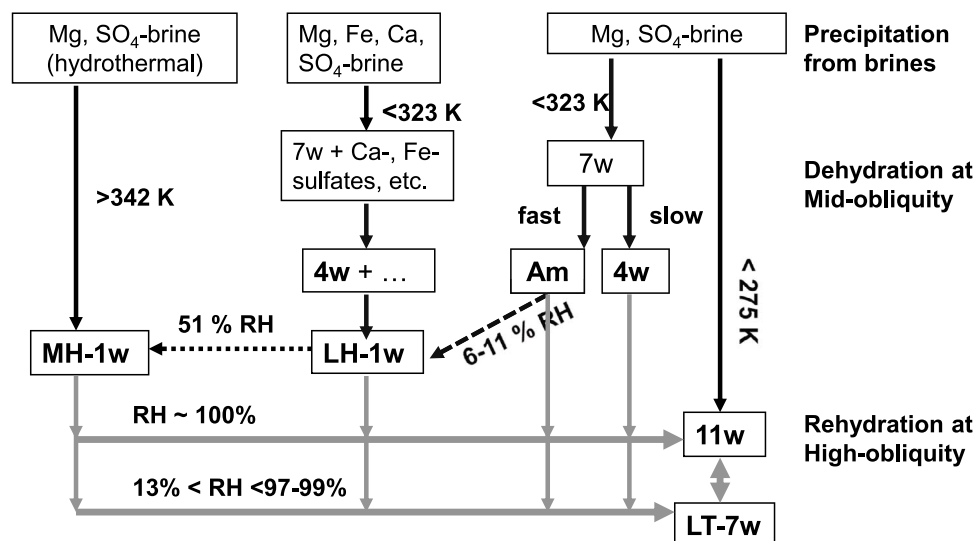 Mg, SO4-brine
(hydrothermal)
Mg, Fe, Ca,
SO4-brine
Mg, SO4-brine
Precipitation
from brines
<323 K
<323 K
7w + Ca-, Fe-
sulfates, etc.
7w
Dehydration at
Mid-obliquity
>342 K
fast
slow
4w + …
Am
4w
< 275 K
51 % RH
6-11 % RH
MH-1w
LH-1w
RH ~ 100%
11w
Rehydration at
High-obliquity
13% < RH <97-99%
LT-7w